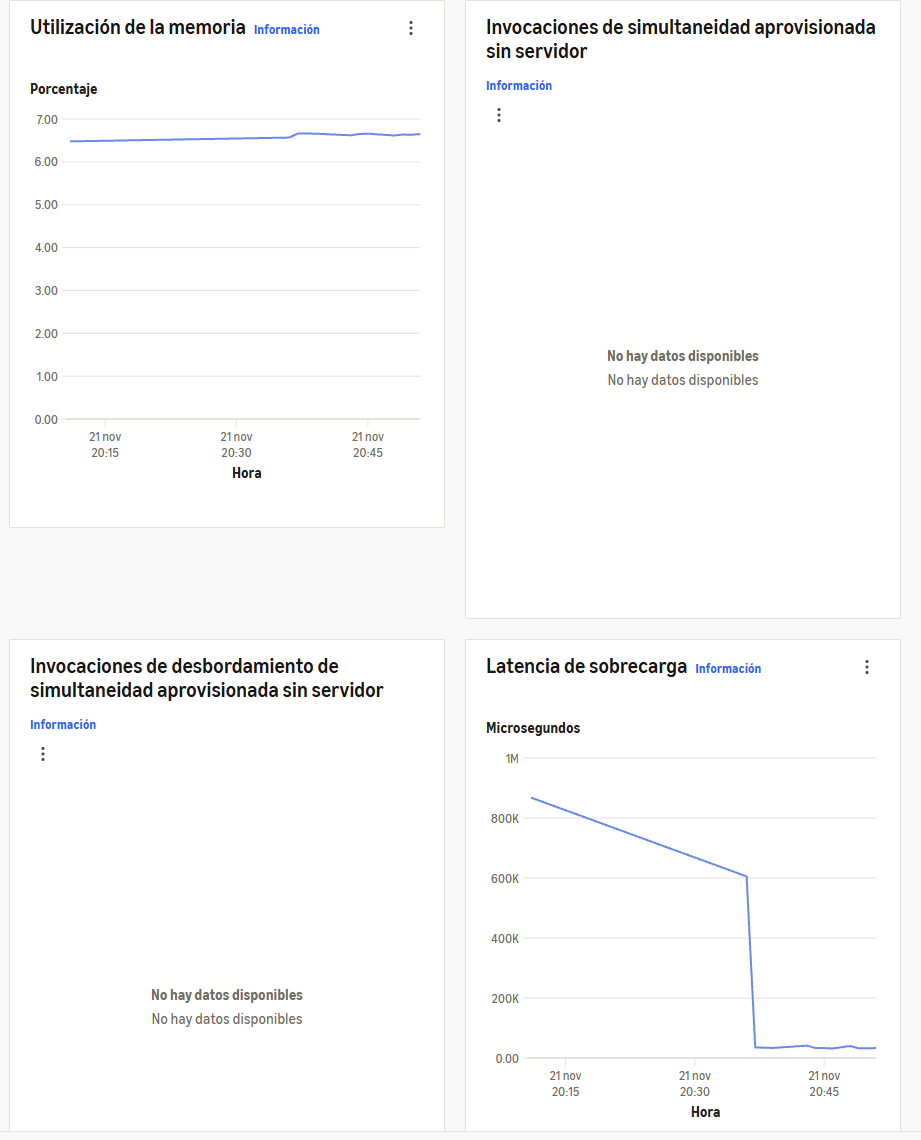 Utilización de la memoria Información
Porcentaje
7.00
6.00
5.00
4.00
3.00
2.00
1.00
0.00
21 nov 21 nov 21 nov
20:15 20:30 20:45
Hora
Invocaciones de simultaneidad aprovisionada
sin servidor
Información
No hay datos disponibles
No hay datos disponibles
Invocaciones de desbordamiento de
simultaneidad aprovisionada sin servidor
Información
No hay datos disponibles
No hay datos disponibles
Latencia de sobrecarga Información
Microsegundos
1M
800K
600K
400K
200K
0.00
21 nov 21 nov 21 nov
20:15 20:30 20:45
Hora